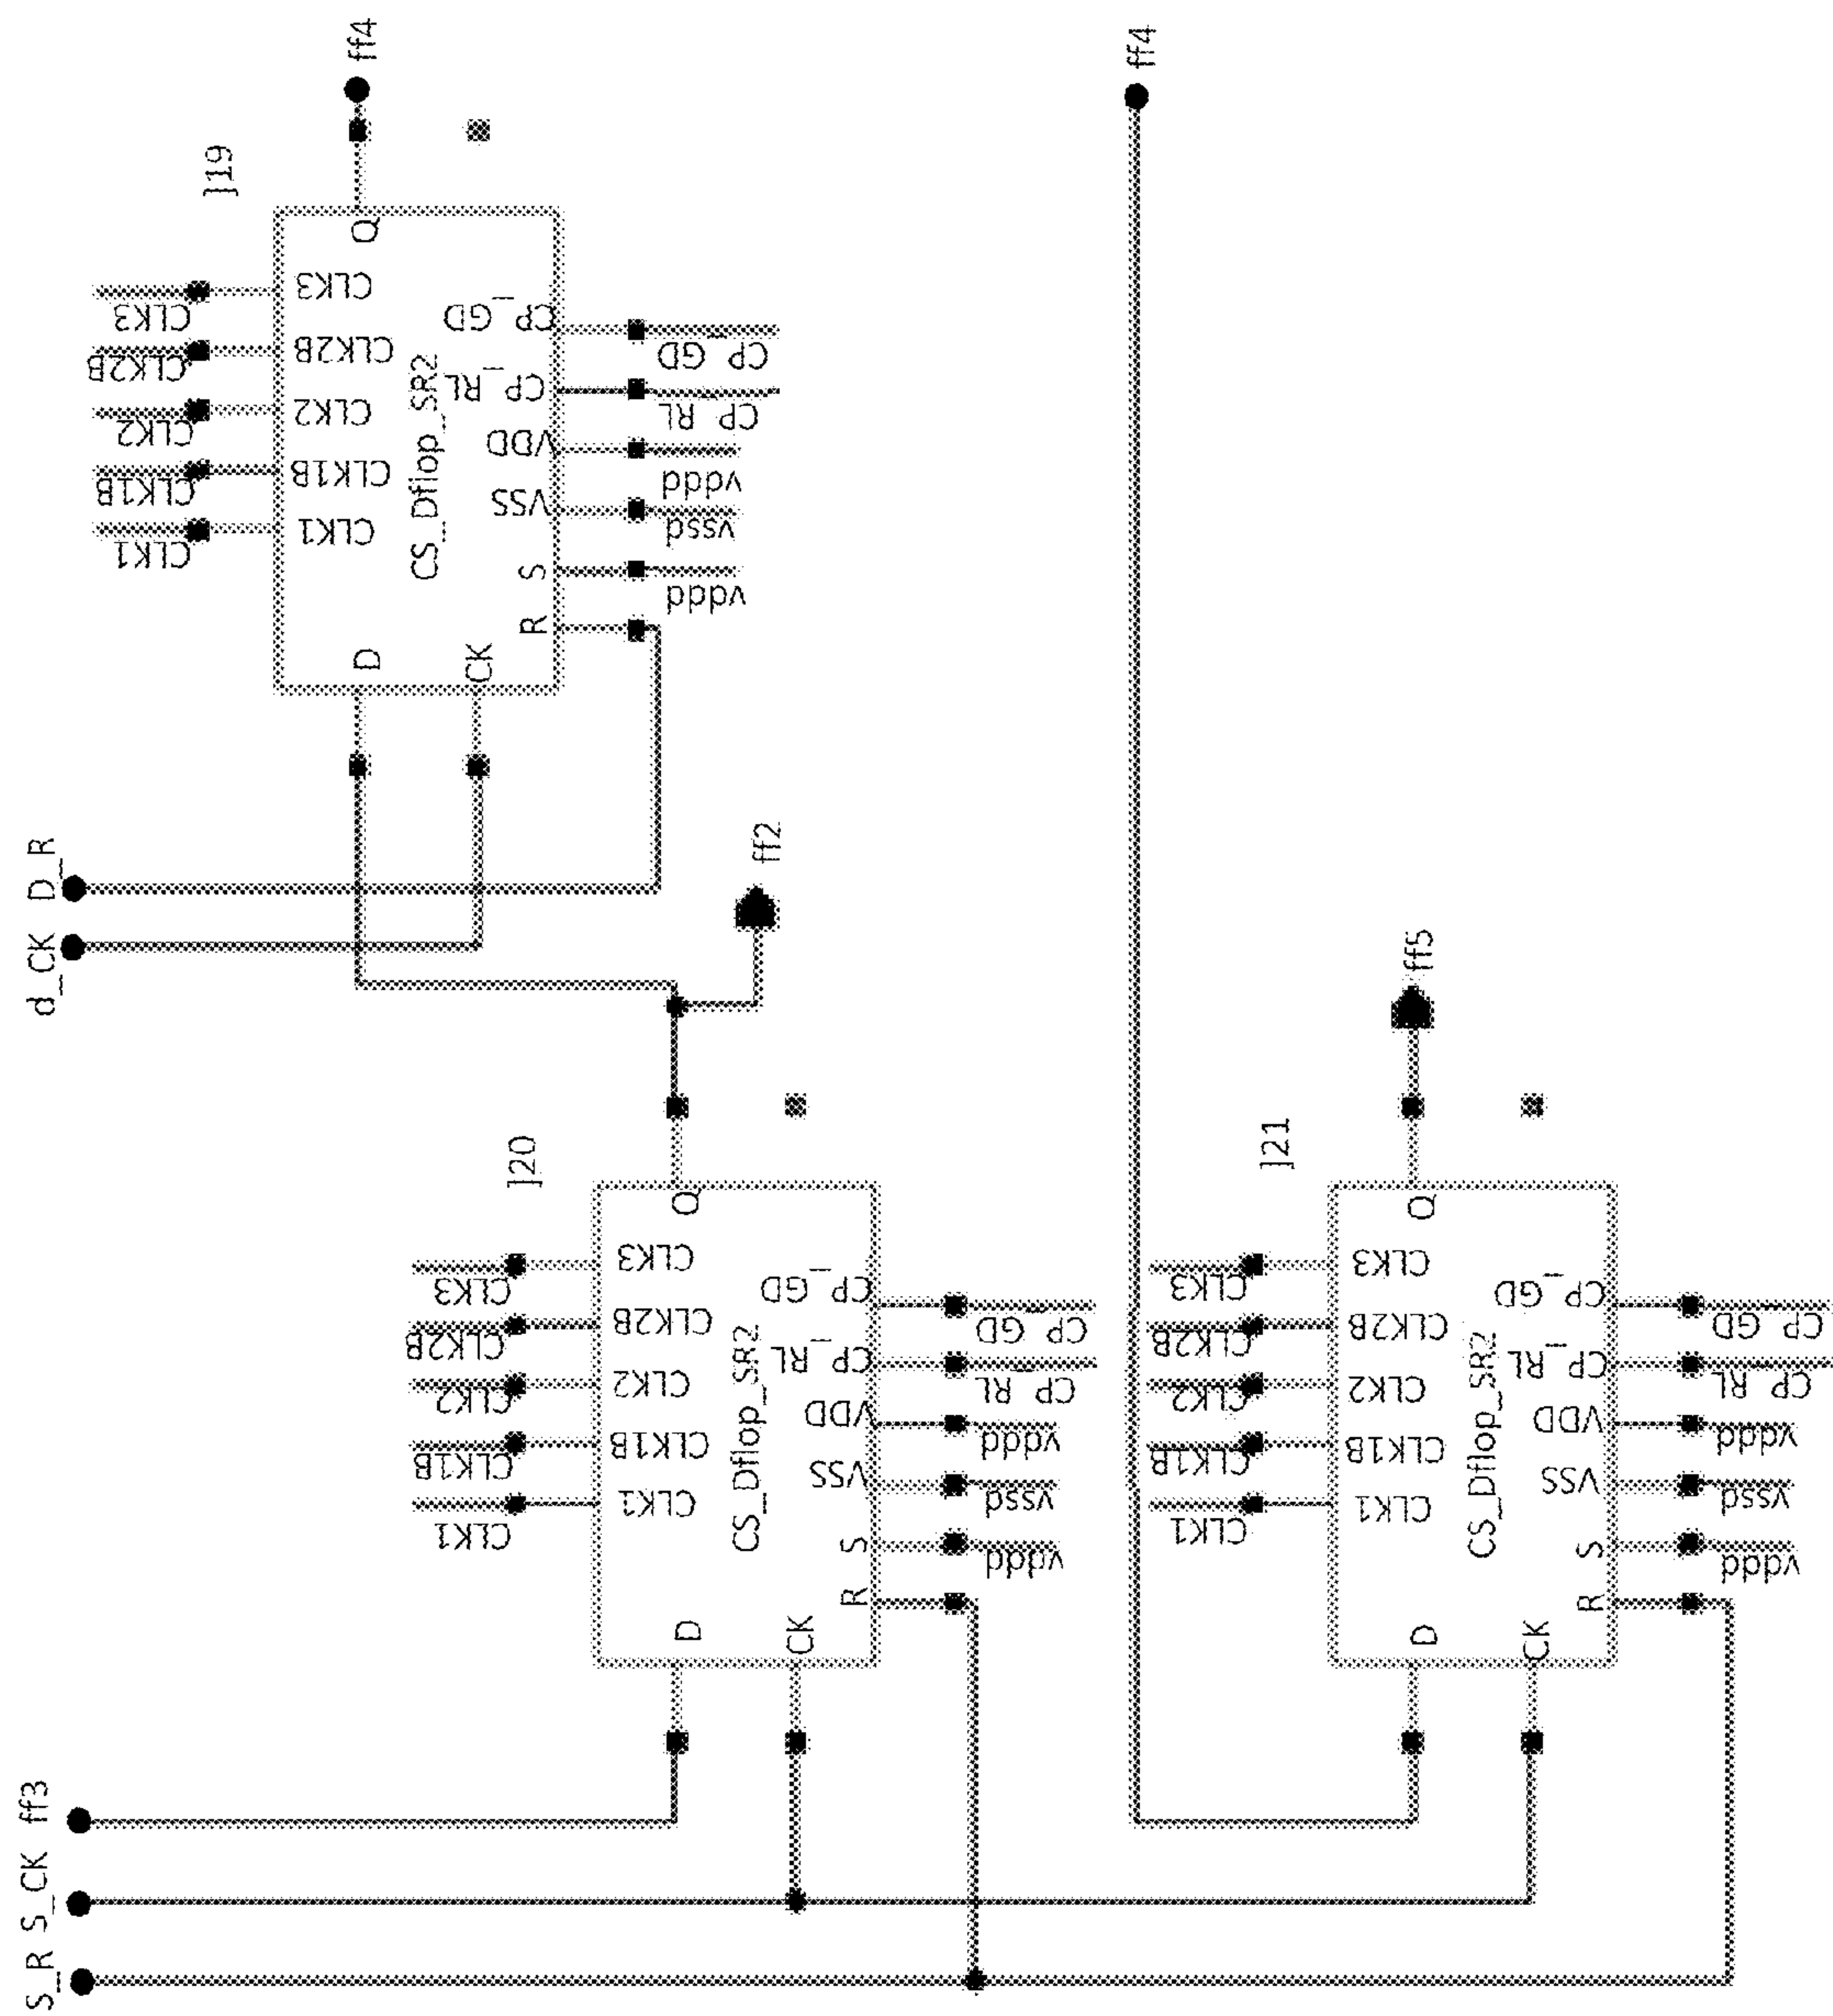 S_R
S_CK
ff3
d_CK
D_R
]19
CLK1
CLK1B
CLK2
CLK2B
CLK3
CLK1
CLK1B
CLK2
CLK2B
CLK3
D
CK
Q
CS_Dflop_SR2
R
S
VSS
VDD
CP_RL
CP_GD
vddd
vssd
vddd
CP_RL
CP_GD
ff4
]20
CLK1
CLK1B
CLK2
CLK2B
CLK3
CLK1
CLK1B
CLK2
CLK2B
CLK3
D
CK
Q
CS_Dflop_SR2
R
S
VSS
VDD
CP_RL
CP_GD
vddd
vssd
vddd
CP_RL
CP_GD
ff2
ff4
]21
CLK1
CLK1B
CLK2
CLK2B
CLK3
CLK1
CLK1B
CLK2
CLK2B
CLK3
D
CK
Q
CS_Dflop_SR2
R
S
VSS
VDD
CP_RL
CP_GD
vddd
vssd
vddd
CP_RL
CP_GD
ff5